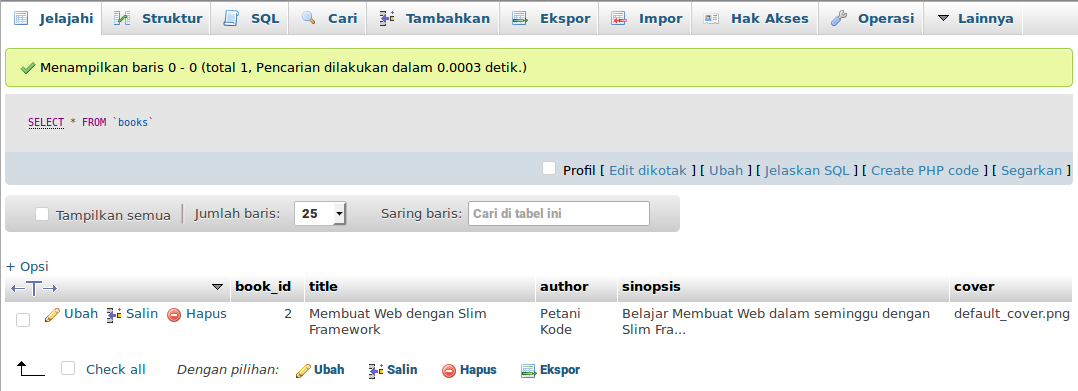 Jelajahi Struktur SQL Cari Tambahkan Ekspor Impor Hak Akses Operasi Lainnya
Menampilkan baris 0 - 0 (total 1, Pencarian dilakukan dalam 0.0003 detik.)
SELECT * FROM `books`
Profil [ Edit dikotak ] [ Ubah ] [ Jelaskan SQL ] [ Create PHP code ] [ Segarkan ]
Tampilkan semua Jumlah baris: 25 Saring baris: Cari di tabel ini
+ Opsi
←T→ book_id title author sinopsis cover
Ubah Salin Hapus 2 Membuat Web dengan Slim Petani Belajar Membuat Web dalam seminggu dengan default_cover.png
Framework Kode Slim Fra...
Check all Dengan pilihan: Ubah Salin Hapus Ekspor